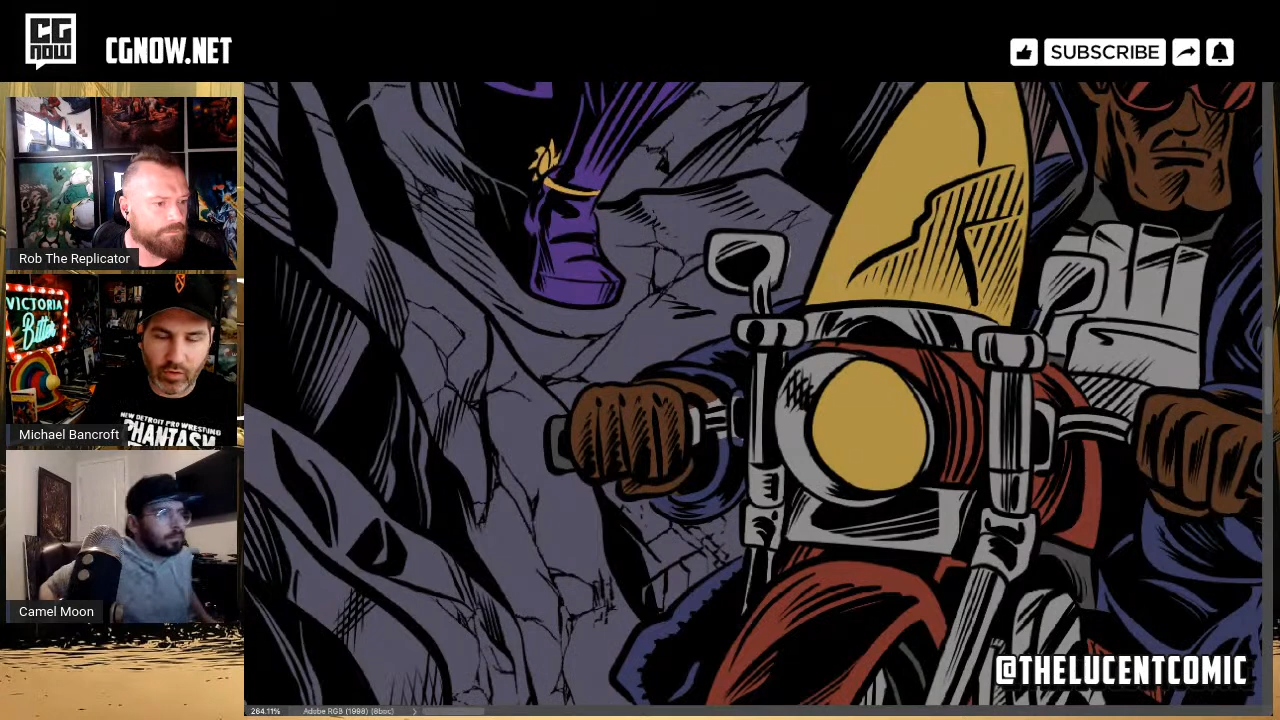 CG
NOW
CGNOW.NET
SUBSCRIBE
Rob The Replicator
VICTORIA
Bitter
NEW DETROIT PRO WRESTLING
PHANTASM
Michael Bancroft
Camel Moon
@THELUCENTCOMIC
264.11%
Adobe RGB (1998) (8bpc)